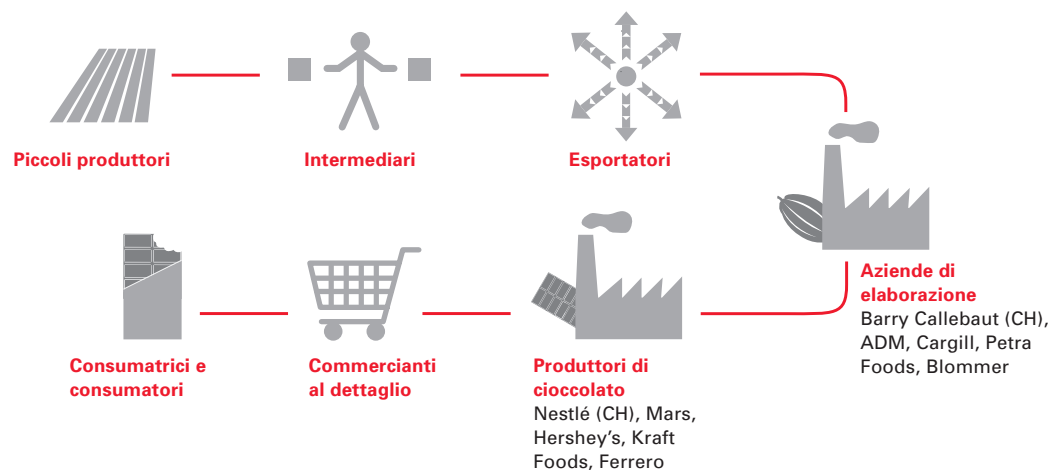 Piccoli produttori
Intermediari
Esportatori
Aziende di
elaborazione
Barry Callebaut (CH),
ADM, Cargill, Petra
Foods, Blommer
Produttori di
cioccolato
Nestlé (CH), Mars,
Hershey’s, Kraft
Foods, Ferrero
Commercianti
al dettaglio
Consumatrici e
consumatori